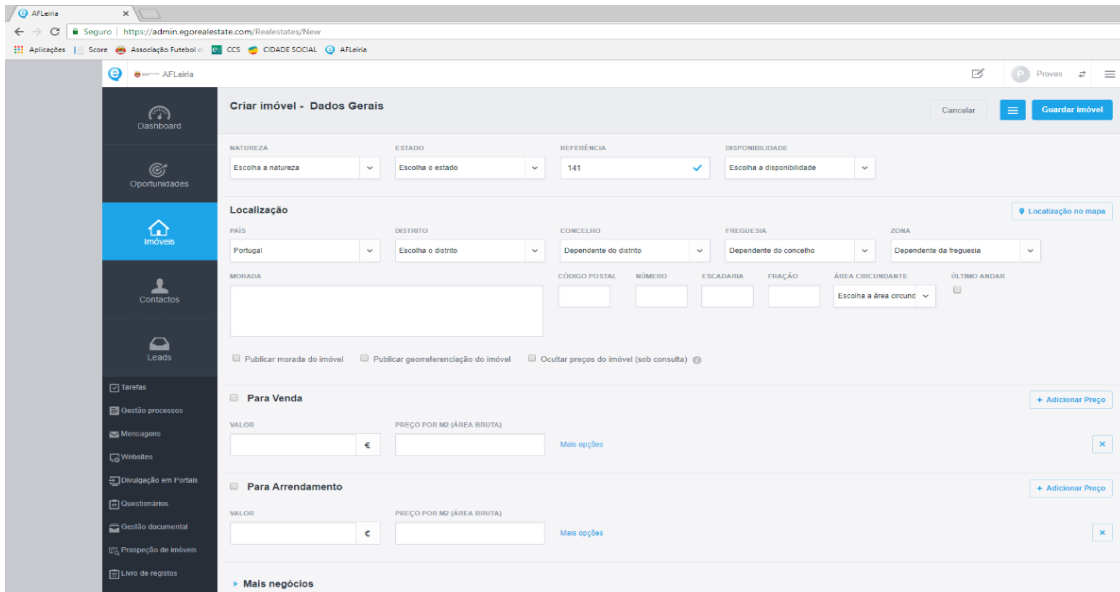 AFLeiria
Seguro | https://admin.egorealestate.com/Realestates/New
Aplicações Score Associação Futebol d CCS CIDADE SOCIAL AFLeiria
AFLeiria P Provas
Dashboard
Oportunidades
Imóveis
Contactos
Leads
Tarefas
Gestão processos
Mensagens
Websites
Divulgação em Portais
Questionários
Gestão documental
Prospeção de imóveis
Livro de registos
Criar imóvel - Dados Gerais Cancelar Guardar imóvel
NATUREZA ESTADO REFERÊNCIA DISPONIBILIDADE
Escolha a natureza Escolha o estado 141 Escolha a disponibilidade
Localização Localização no mapa
PAÍS DISTRITO CONCELHO FREGUESIA ZONA
Portugal Escolha o distrito Dependente do distrito Dependente do concelho Dependente da freguesia
MORADA CÓDIGO POSTAL NÚMERO ESCADARIA FRAÇÃO ÁREA CIRCUNDANTE ÚLTIMO ANDAR
Escolha a área circund
Publicar morada do imóvel Publicar georreferenciação do imóvel Ocultar preços do imóvel (sob consulta)
Para Venda + Adicionar Preço
VALOR PREÇO POR M2 (ÁREA BRUTA)
€ Mais opções
Para Arrendamento + Adicionar Preço
VALOR PREÇO POR M2 (ÁREA BRUTA)
€ Mais opções
Mais negócios